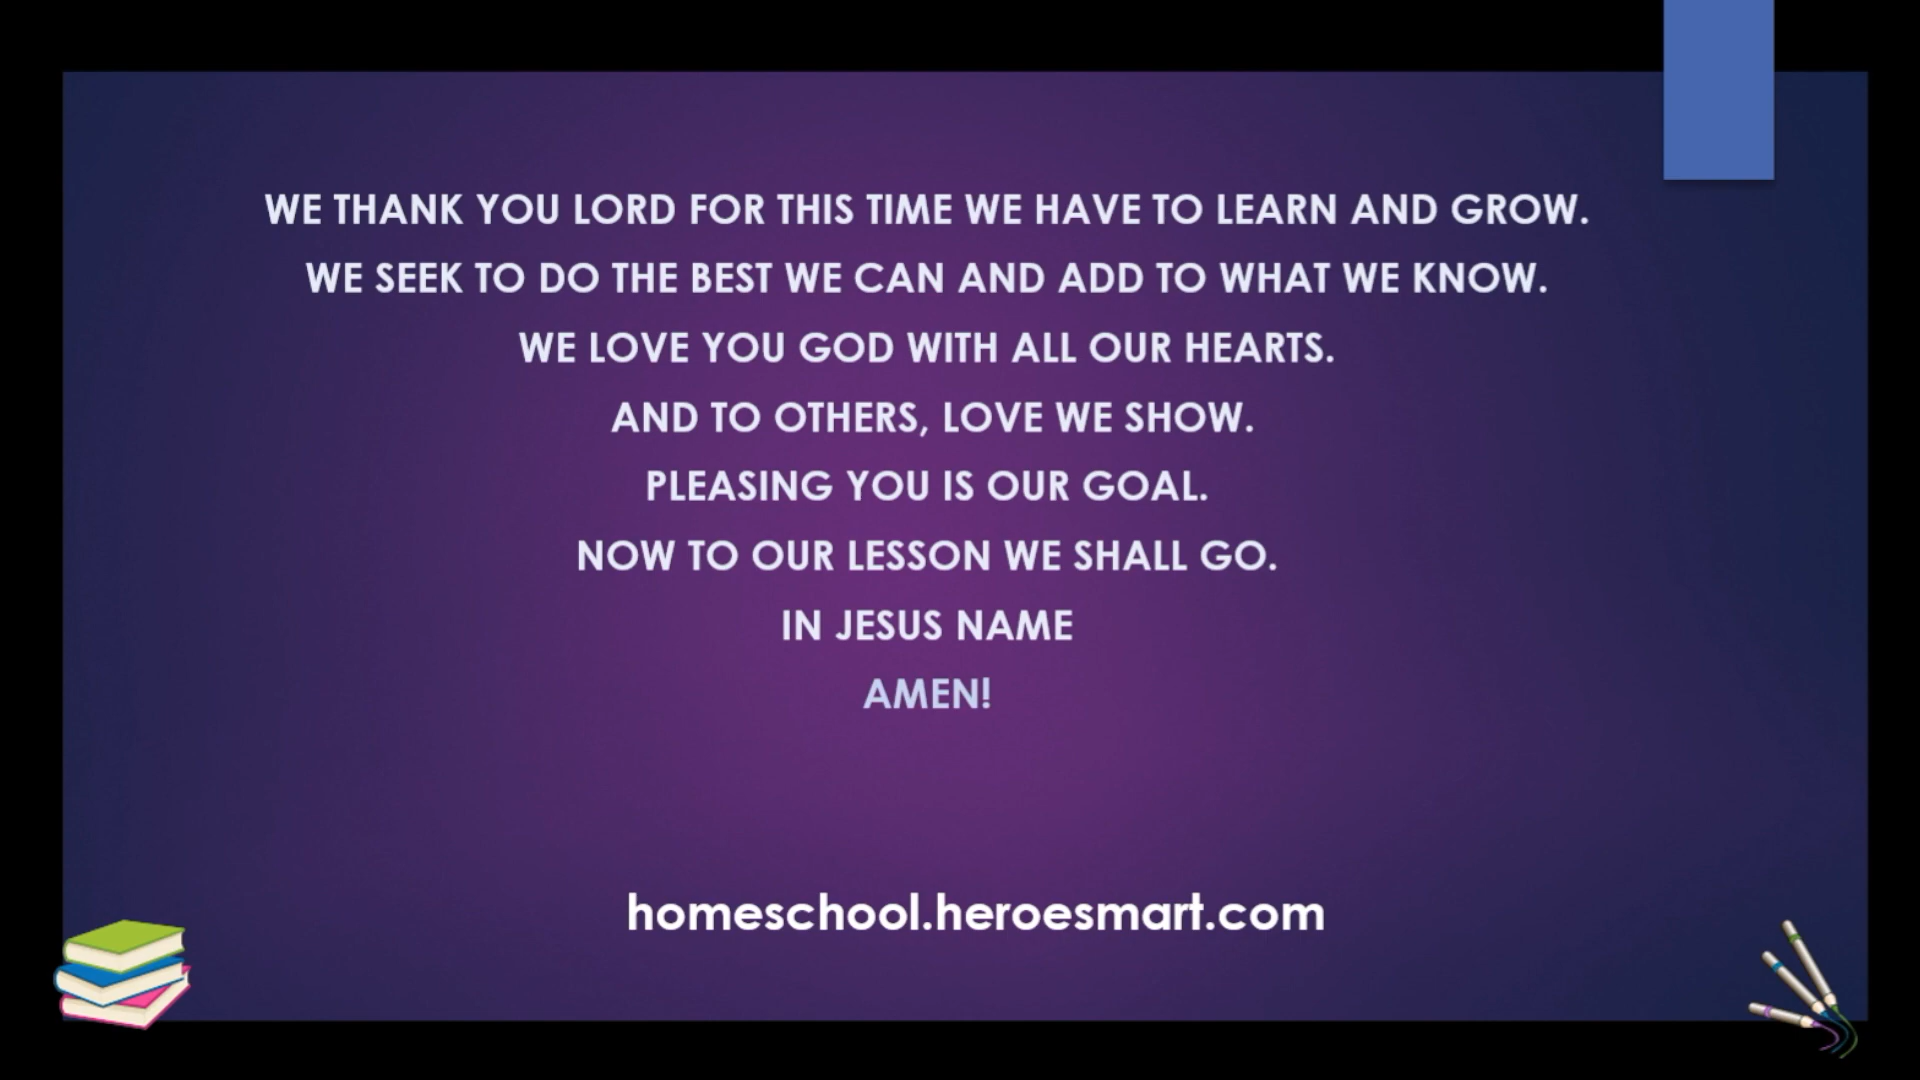 WE THANK YOU LORD FOR THIS TIME WE HAVE TO LEARN AND GROW.
WE SEEK TO DO THE BEST WE CAN AND ADD TO WHAT WE KNOW.
WE LOVE YOU GOD WITH ALL OUR HEARTS.
AND TO OTHERS, LOVE WE SHOW.
PLEASING YOU IS OUR GOAL.
NOW TO OUR LESSON WE SHALL GO.
IN JESUS NAME
AMEN!
homeschool.heroesmart.com